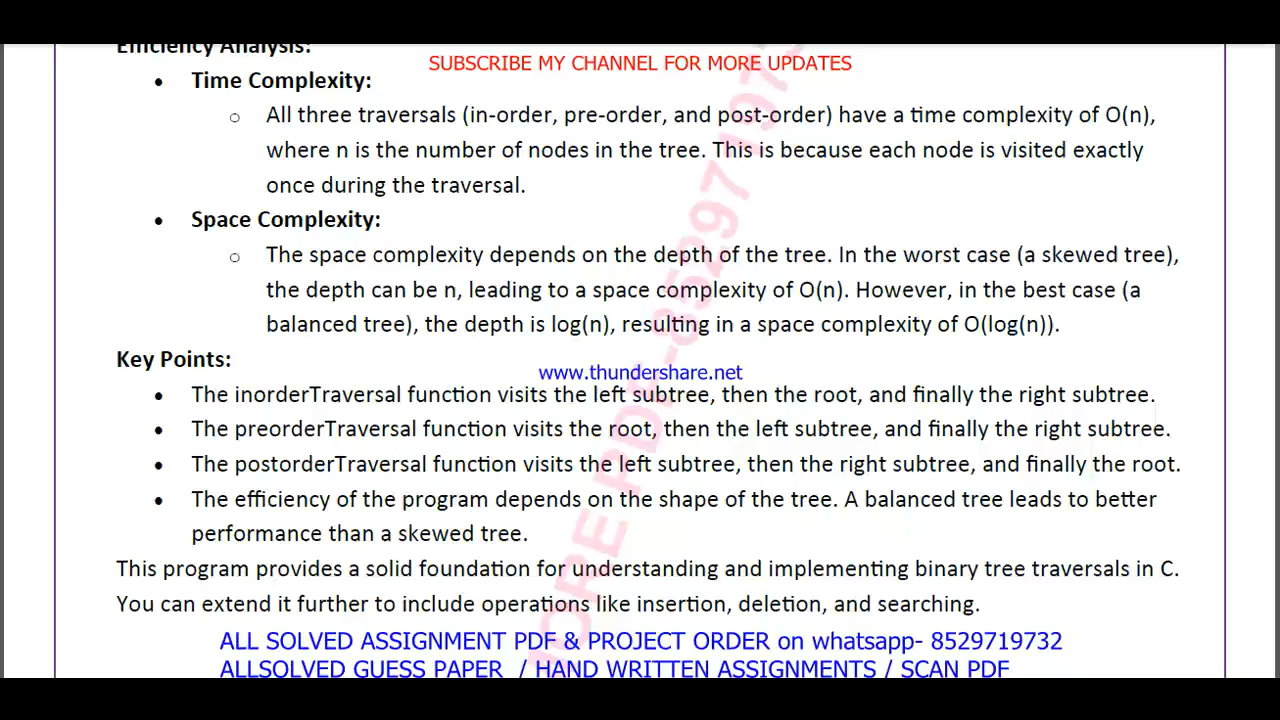 Efficiency Analysis:
SUBSCRIBE MY CHANNEL FOR MORE UPDATES
• Time Complexity:
o All three traversals (in-order, pre-order, and post-order) have a time complexity of O(n),
where n is the number of nodes in the tree. This is because each node is visited exactly
once during the traversal.
• Space Complexity:
o The space complexity depends on the depth of the tree. In the worst case (a skewed tree),
the depth can be n, leading to a space complexity of O(n). However, in the best case (a
balanced tree), the depth is log(n), resulting in a space complexity of O(log(n)).
Key Points:
www.thundershare.net
• The inorderTraversal function visits the left subtree, then the root, and finally the right subtree.
• The preorderTraversal function visits the root, then the left subtree, and finally the right subtree.
• The postorderTraversal function visits the left subtree, then the right subtree, and finally the root.
• The efficiency of the program depends on the shape of the tree. A balanced tree leads to better
performance than a skewed tree.
This program provides a solid foundation for understanding and implementing binary tree traversals in C.
You can extend it further to include operations like insertion, deletion, and searching.
ALL SOLVED ASSIGNMENT PDF & PROJECT ORDER on whatsapp- 8529719732
ALLSOLVED GUESS PAPER / HAND WRITTEN ASSIGNMENTS / SCAN PDF